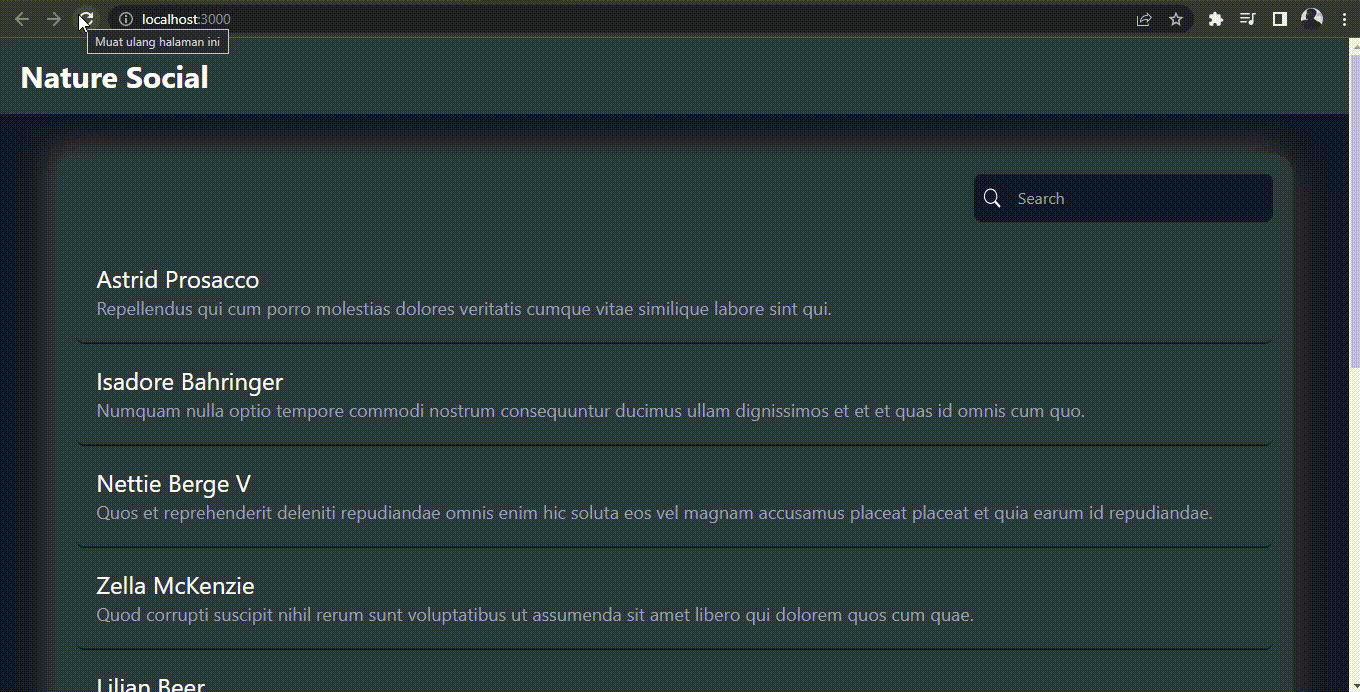 localhost:3000
Muat ulang halaman ini
Nature Social
Search
Astrid Prosacco
Repellendus qui cum porro molestias dolores veritatis cumque vitae similique labore sint qui.
Isadore Bahringer
Numquam nulla optio tempore commodi nostrum consequuntur ducimus ullam dignissimos et et et quas id omnis cum quo.
Nettie Berge V
Quos et reprehenderit deleniti repudiandae omnis enim hic soluta eos vel magnam accusamus placeat placeat et quia earum id repudiandae.
Zella McKenzie
Quod corrupti suscipit nihil rerum sunt voluptatibus ut assumenda sit amet libero qui dolorem quos cum quae.
Lilian Beer